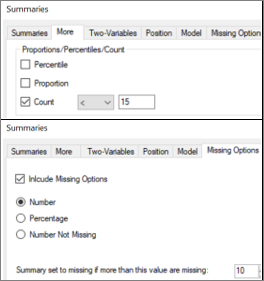 Summaries
Summaries More Two-Variables Position Model Missing Option
Proportions/Percentiles/Count
Percentile
Proportion
Count < 15
Summaries
Summaries More Two-Variables Position Model Missing Options
Inlcude Missing Options
Number
Percentage
Number Not Missing
Summary set to missing if more than this value are missing: 10